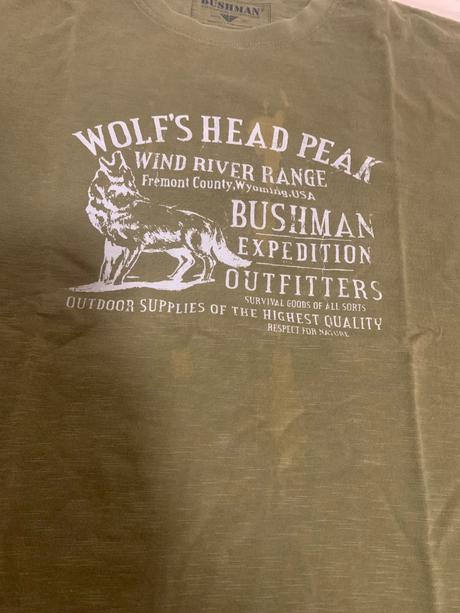 BUSHMAN
WOLF'S HEAD PEAK
WIND RIVER RANGE
Fremont County,Wyoming,USA
BUSHMAN
EXPEDITION
OUTFITTERS
SURVIVAL GOODS OF ALL SORTS
OUTDOOR SUPPLIES OF THE HIGHEST QUALITY
RESPECT FOR NATURE